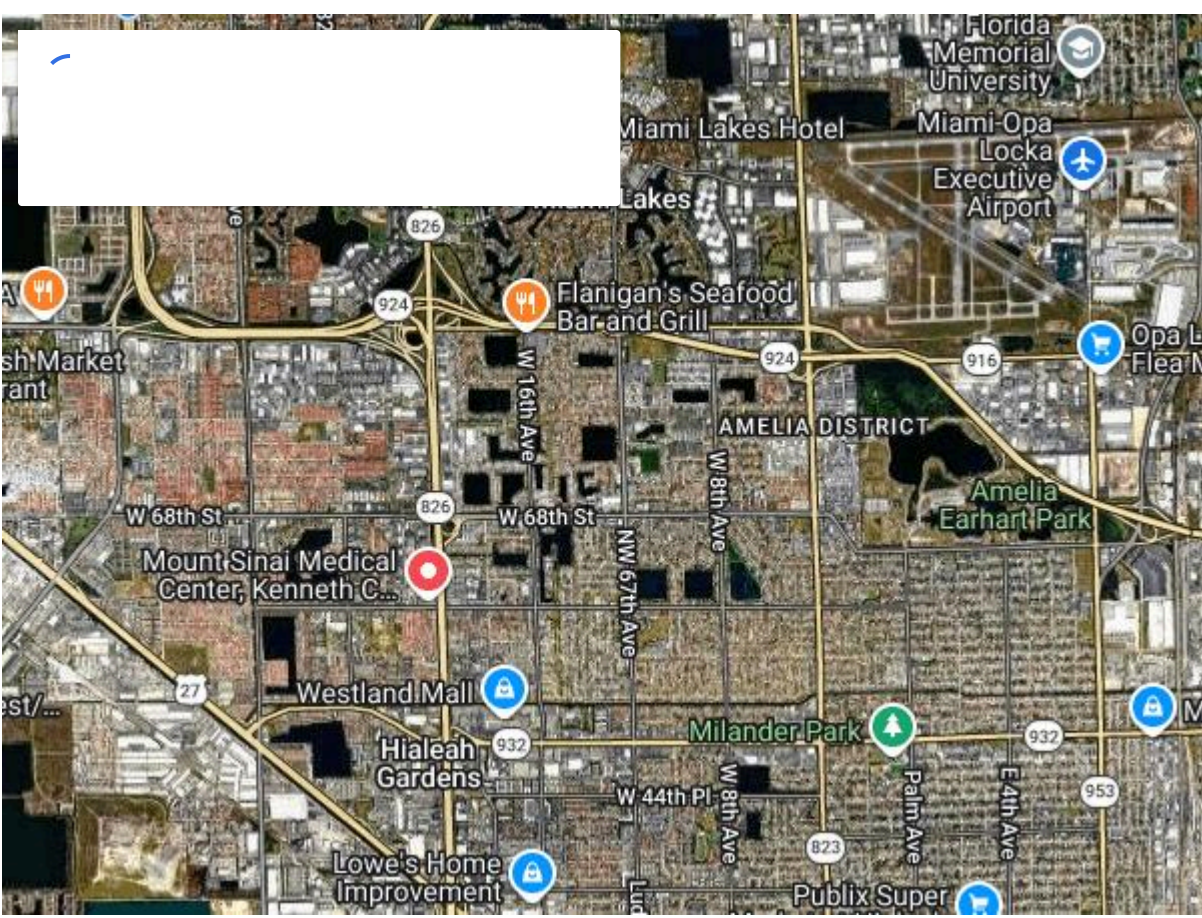 Florida
Memorial
University
Miami Lakes Hotel
Miami-Opa
Locka
Executive
Airport
Lakes
826
924
Flanigan's Seafood
Bar and Grill
924
916
Opa L
Flea M
sh Market
rant
W 16th Ave
AMELIA DISTRICT
W 8th Ave
Amelia
Earhart Park
826
W 68th St
W 68th St
NW 67th Ave
Mount Sinai Medical
Center, Kenneth C...
27
Westland Mall
est/...
Milander Park
932
932
Hialeah
Gardens
W 44th Pl
W 8th Ave
Palm Ave
E 4th Ave
953
823
Lowe's Home
Improvement
Publix Super